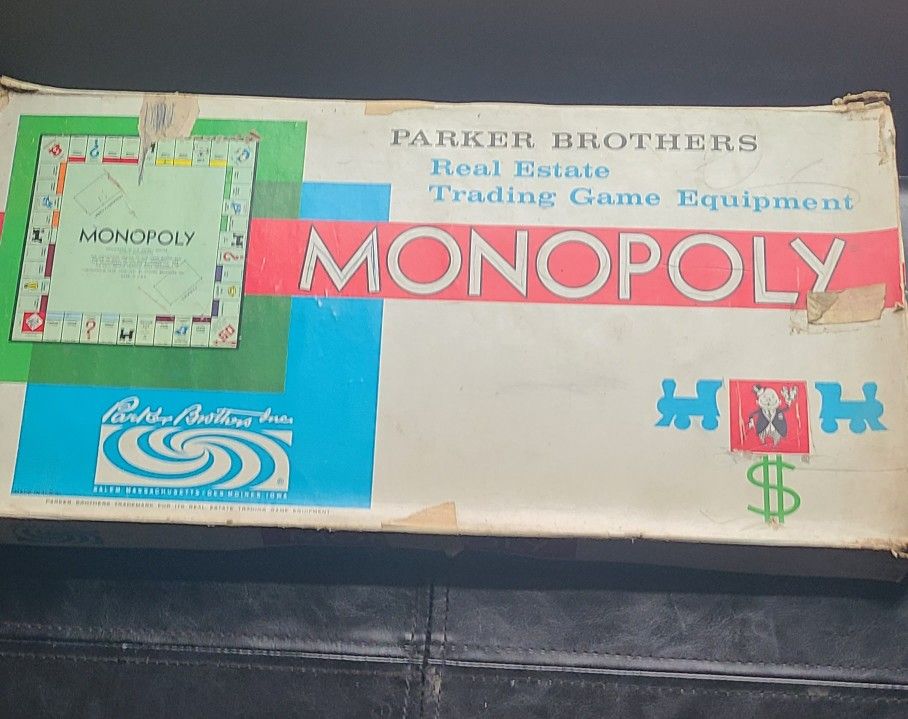 PARKER BROTHERS
Real Estate
Trading Game Equipment
MONOPOLY
MONOPOLY
Parker Brothers Inc.
SALEM MASSACHUSETTS • DES MOINES, IOWA
PARKER BROTHERS TRADEMARK FOR ITS REAL ESTATE TRADING GAME EQUIPMENT
$